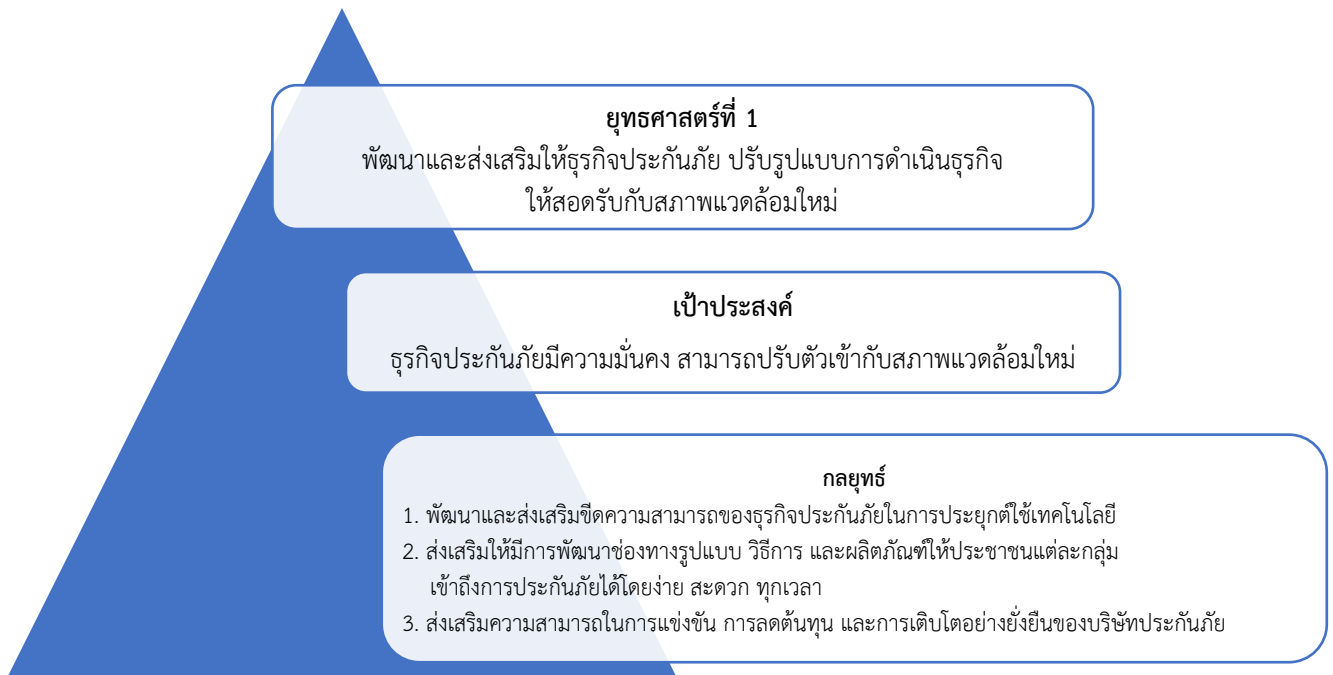 ยุทธศาสตร์ที่ 1
พัฒนาและส่งเสริมให้ธุรกิจประกันภัย ปรับรูปแบบการดำเนินธุรกิจ
ให้สอดรับกับสภาพแวดล้อมใหม่
เป้าประสงค์
ธุรกิจประกันภัยมีความมั่นคง สามารถปรับตัวเข้ากับสภาพแวดล้อมใหม่
กลยุทธ์
1. พัฒนาและส่งเสริมขีดความสามารถของธุรกิจประกันภัยในการประยุกต์ใช้เทคโนโลยี
2. ส่งเสริมให้มีการพัฒนาช่องทางรูปแบบ วิธีการ และผลิตภัณฑ์ให้ประชาชนแต่ละกลุ่ม
เข้าถึงการประกันภัยได้โดยง่าย สะดวก ทุกเวลา
3. ส่งเสริมความสามารถในการแข่งขัน การลดต้นทุน และการเติบโตอย่างยั่งยืนของบริษัทประกันภัย